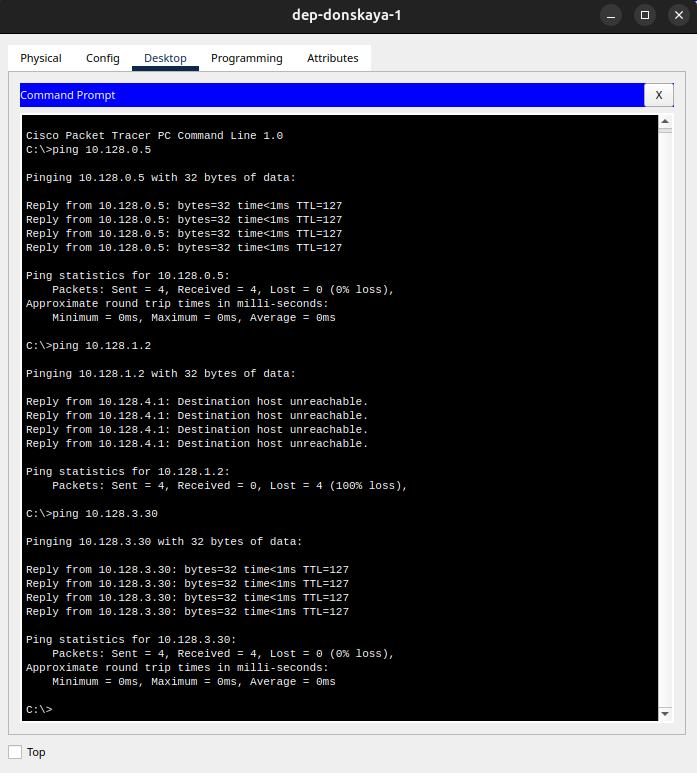 dep-donskaya-1
Physical Config Desktop Programming Attributes
Command Prompt X
Cisco Packet Tracer PC Command Line 1.0
C:\>ping 10.128.0.5
Pinging 10.128.0.5 with 32 bytes of data:
Reply from 10.128.0.5: bytes=32 time<1ms TTL=127
Reply from 10.128.0.5: bytes=32 time<1ms TTL=127
Reply from 10.128.0.5: bytes=32 time<1ms TTL=127
Reply from 10.128.0.5: bytes=32 time<1ms TTL=127
Ping statistics for 10.128.0.5:
Packets: Sent = 4, Received = 4, Lost = 0 (0% loss),
Approximate round trip times in milli-seconds:
Minimum = 0ms, Maximum = 0ms, Average = 0ms
C:\>ping 10.128.1.2
Pinging 10.128.1.2 with 32 bytes of data:
Reply from 10.128.4.1: Destination host unreachable.
Reply from 10.128.4.1: Destination host unreachable.
Reply from 10.128.4.1: Destination host unreachable.
Reply from 10.128.4.1: Destination host unreachable.
Ping statistics for 10.128.1.2:
Packets: Sent = 4, Received = 0, Lost = 4 (100% loss),
C:\>ping 10.128.3.30
Pinging 10.128.3.30 with 32 bytes of data:
Reply from 10.128.3.30: bytes=32 time<1ms TTL=127
Reply from 10.128.3.30: bytes=32 time<1ms TTL=127
Reply from 10.128.3.30: bytes=32 time<1ms TTL=127
Reply from 10.128.3.30: bytes=32 time<1ms TTL=127
Ping statistics for 10.128.3.30:
Packets: Sent = 4, Received = 4, Lost = 0 (0% loss),
Approximate round trip times in milli-seconds:
Minimum = 0ms, Maximum = 0ms, Average = 0ms
C:\>
Top